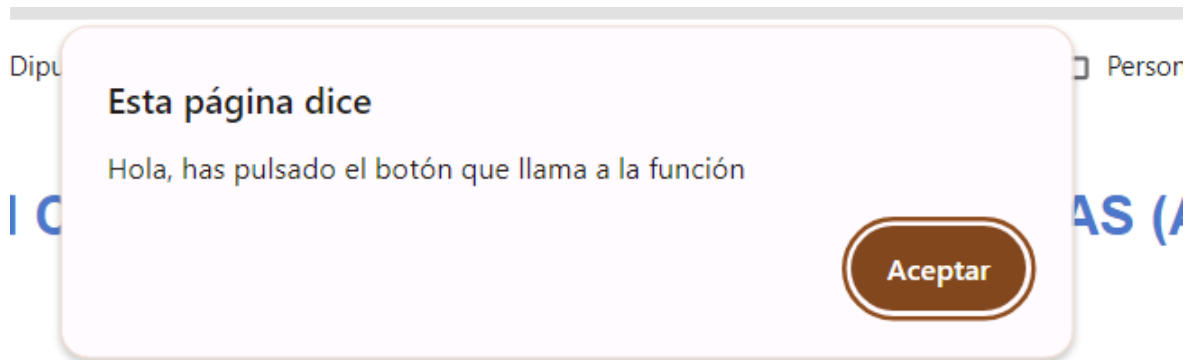 Esta página dice
Hola, has pulsado el botón que llama a la función
Aceptar